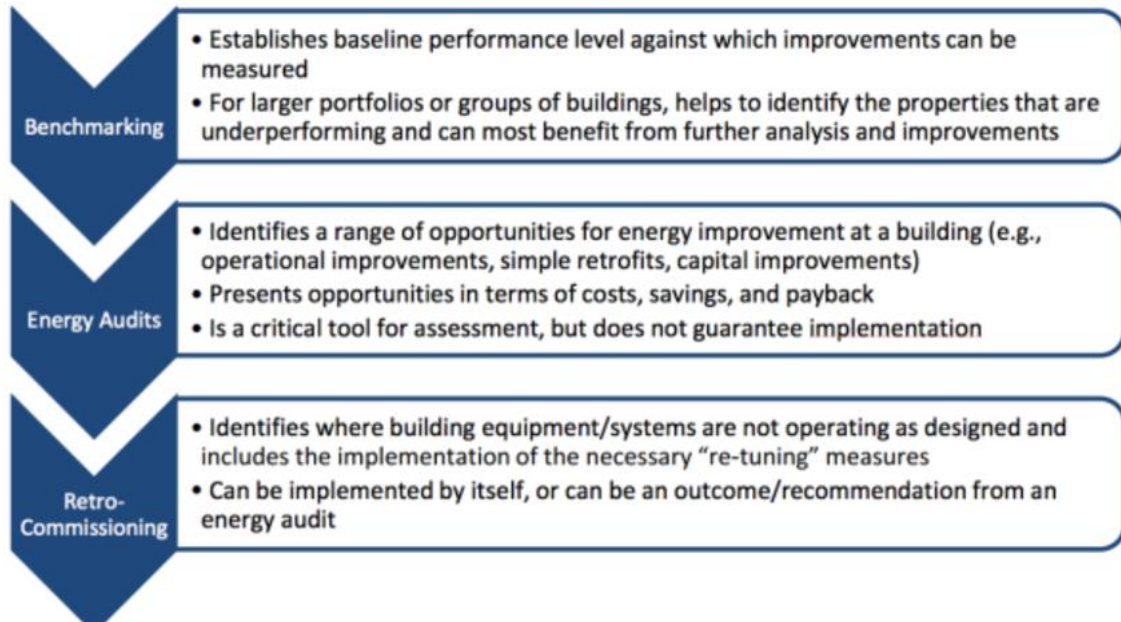 Benchmarking
• Establishes baseline performance level against which improvements can be
measured
• For larger portfolios or groups of buildings, helps to identify the properties that are
underperforming and can most benefit from further analysis and improvements
Energy Audits
• Identifies a range of opportunities for energy improvement at a building (e.g.,
operational improvements, simple retrofits, capital improvements)
• Presents opportunities in terms of costs, savings, and payback
• Is a critical tool for assessment, but does not guarantee implementation
Retro-
Commissioning
• Identifies where building equipment/systems are not operating as designed and
includes the implementation of the necessary “re-tuning” measures
• Can be implemented by itself, or can be an outcome/recommendation from an
energy audit